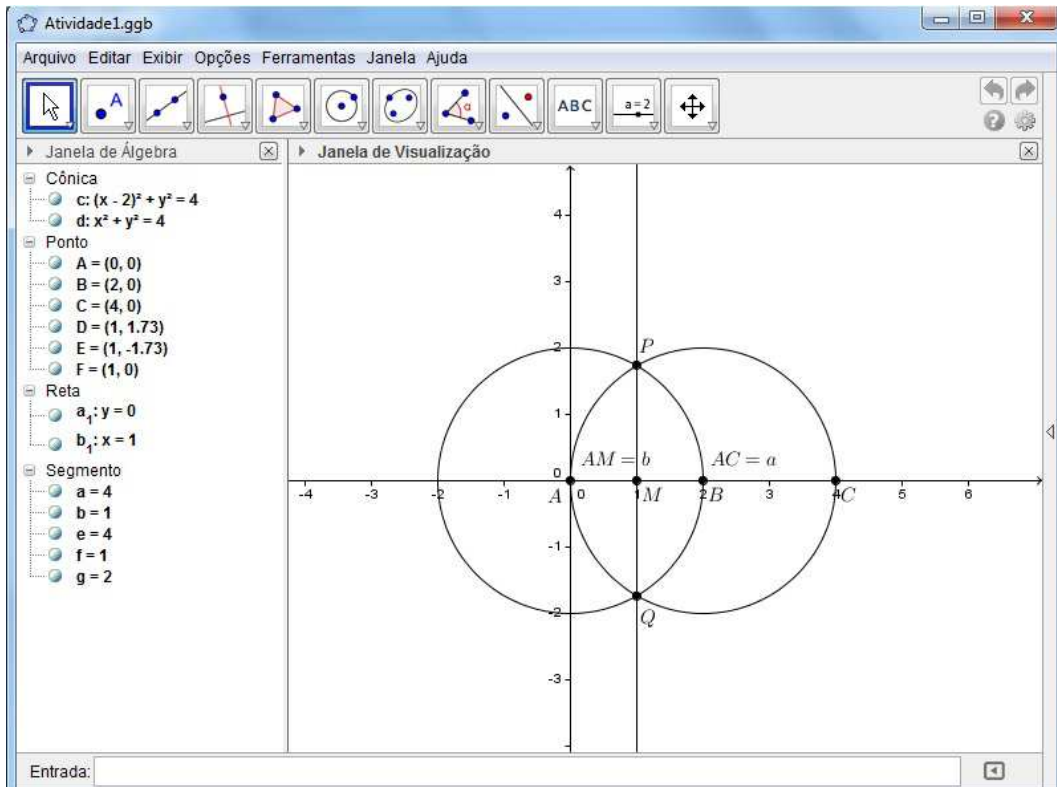 Atividade1.ggb
Arquivo Editar Exibir Opções Ferramentas Janela Ajuda
A α ABC a=2
Janela de Álgebra
Janela de Visualização
Cônica
c: (x - 2)² + y² = 4
d: x² + y² = 4
Ponto
A = (0, 0)
B = (2, 0)
C = (4, 0)
D = (1, 1.73)
E = (1, -1.73)
F = (1, 0)
Reta
a₁: y = 0
b₁: x = 1
Segmento
a = 4
b = 1
e = 4
f = 1
g = 2
4
3
2
P
1
AM = b AC = a
0
-4 -3 -2 -1 A 0 1 M 2 B 3 4 C 5 6
-1
-2
Q
-3
Entrada: